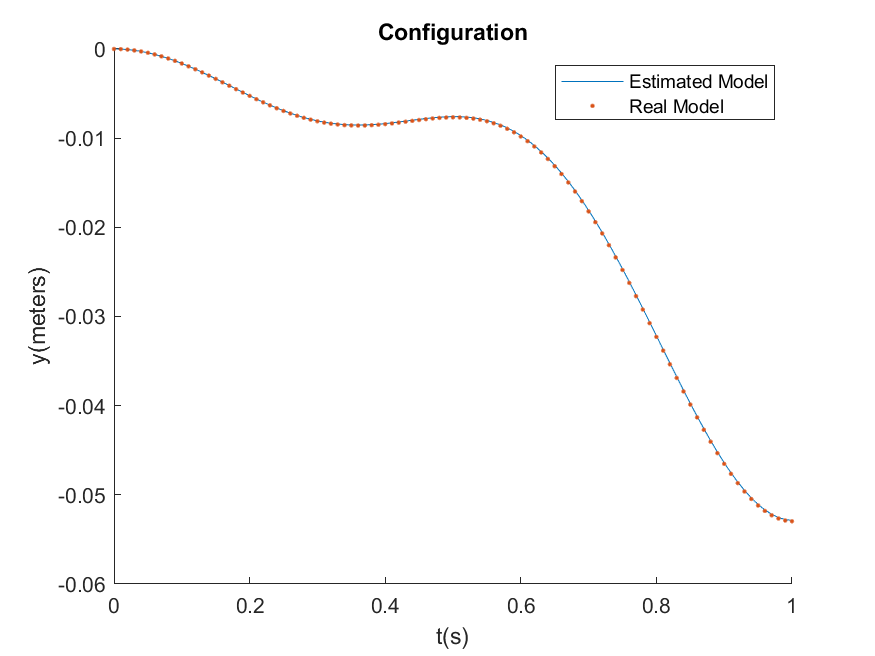 Configuration
Estimated Model
Real Model
0
-0.01
-0.02
-0.03
-0.04
-0.05
-0.06
y(meters)
0
0.2
0.4
0.6
0.8
1
t(s)